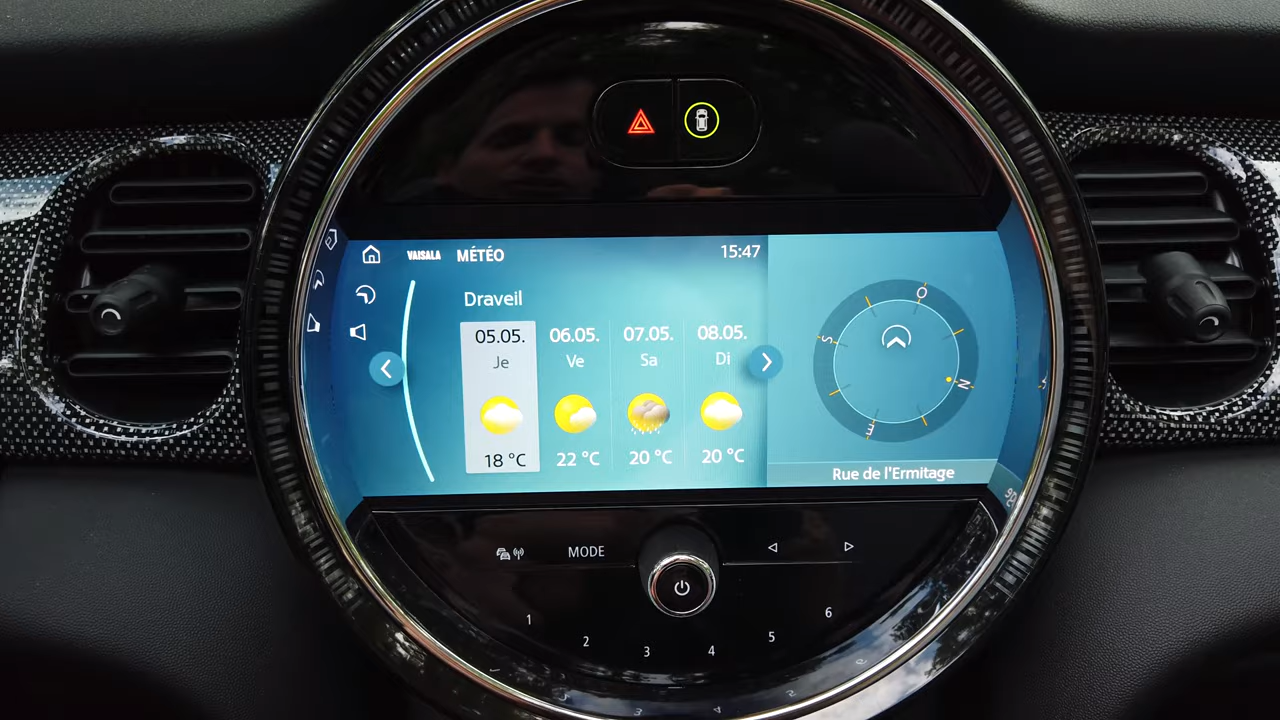 VAISALA MÉTÉO 15:47
Draveil
05.05. 06.05. 07.05. 08.05.
Je Ve Sa Di
18 °C 22 °C 20 °C 20 °C
O
S
N
E
Rue de l'Ermitage
MODE
1 2 3 4 5 6